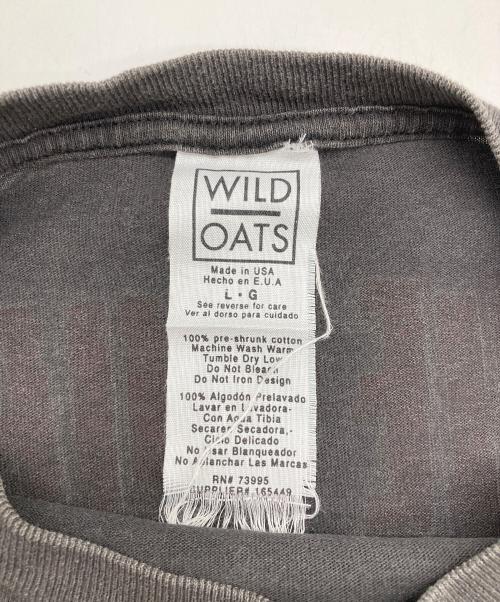 WILD
OATS
Made in USA
Hecho en E.U.A
L • G
See reverse for care
Ver al dorso para cuidado
100% pre-shrunk cotton
Machine Wash Warm
Tumble Dry Low
Do Not Bleach
Do Not Iron Design
100% Algodón Prelavado
Lavar en Lavadora-
Con Agua Tibia
Secares Secadora,-
Ciclo Delicado
No Usar Blanqueador
No Aplanchar Las Marcas
RN# 73995
SUPPLIER# 165449